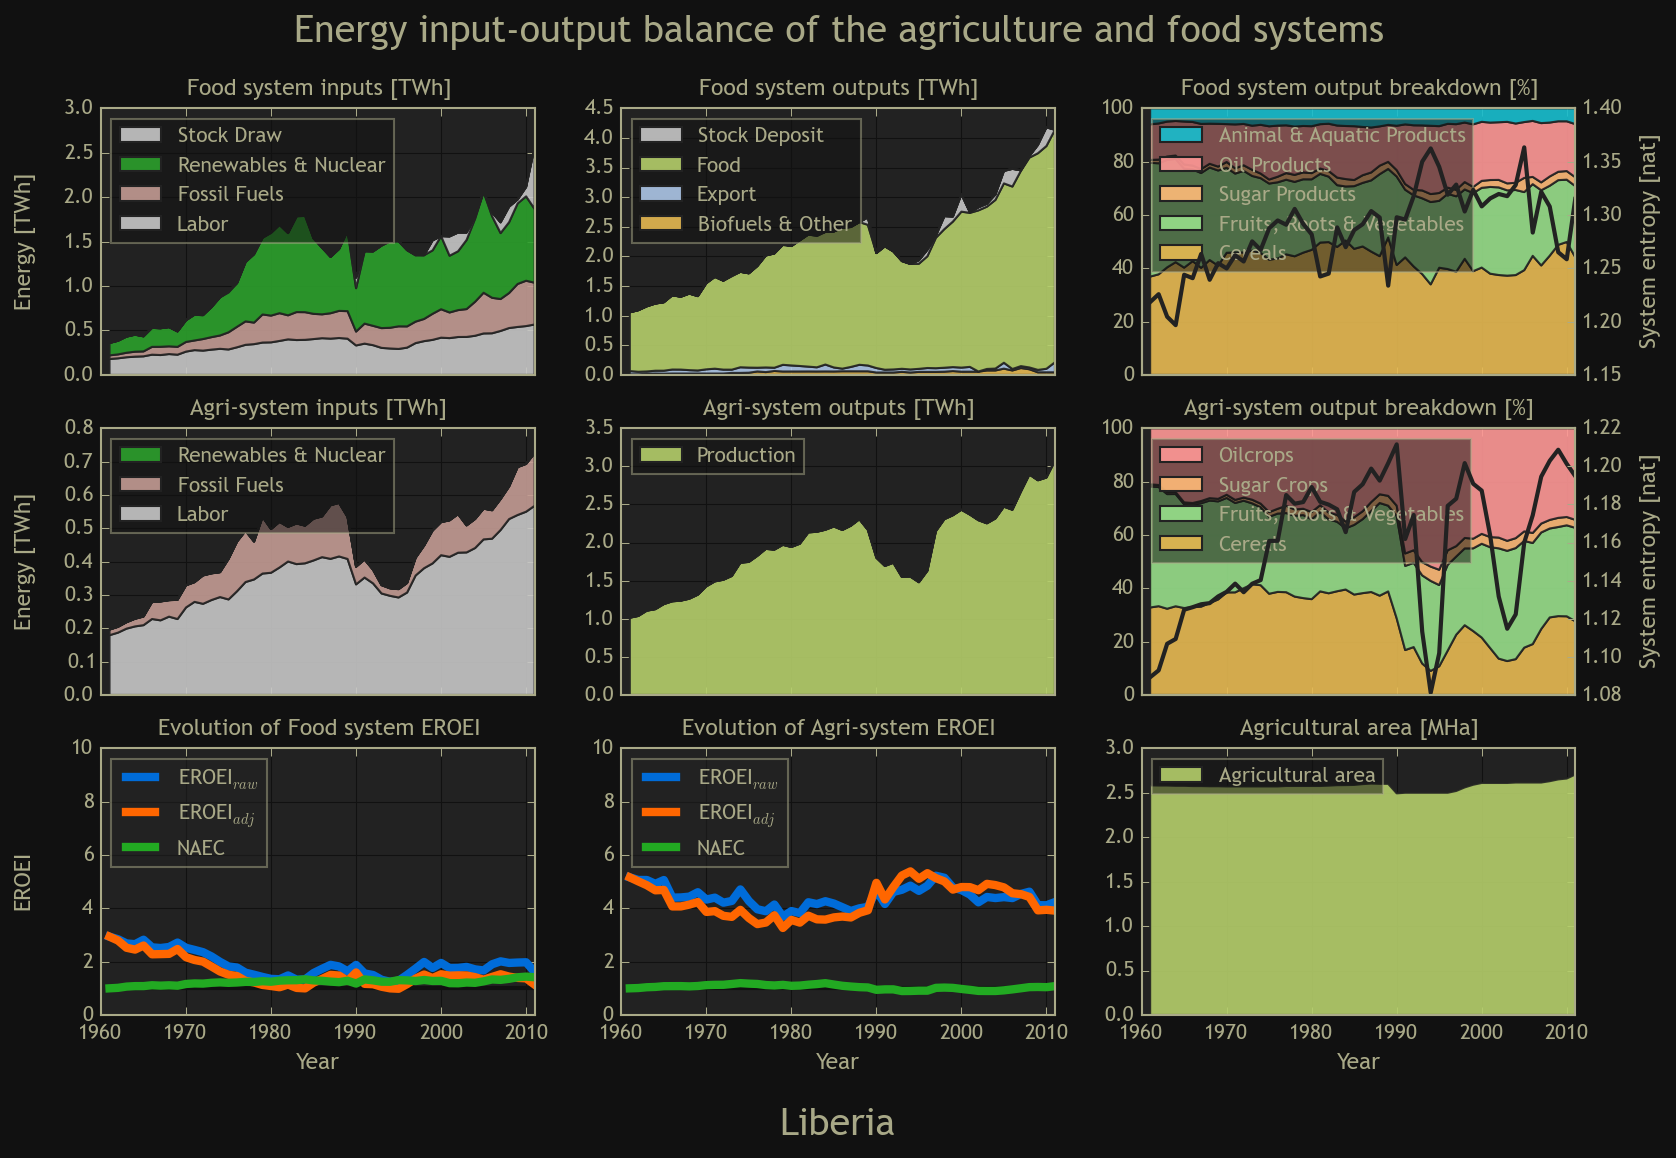 Energy input-output balance of the agriculture and food systems
Food system inputs [TWh]
Food system outputs [TWh]
Food system output breakdown [%]
Energy [TWh]
3.0
2.5
2.0
1.5
1.0
0.5
0.0
Stock Draw
Renewables & Nuclear
Fossil Fuels
Labor
4.5
4.0
3.5
3.0
2.5
2.0
1.5
1.0
0.5
0.0
Stock Deposit
Food
Export
Biofuels & Other
100
80
60
40
20
0
Animal & Aquatic Products
Oil Products
Sugar Products
Fruits, Roots & Vegetables
Cereals
1.40
1.35
1.30
1.25
1.20
1.15
System entropy [nat]
Agri-system inputs [TWh]
Agri-system outputs [TWh]
Agri-system output breakdown [%]
Energy [TWh]
0.8
0.7
0.6
0.5
0.4
0.3
0.2
0.1
0.0
Renewables & Nuclear
Fossil Fuels
Labor
3.5
3.0
2.5
2.0
1.5
1.0
0.5
0.0
Production
100
80
60
40
20
0
Oilcrops
Sugar Crops
Fruits, Roots & Vegetables
Cereals
1.22
1.20
1.18
1.16
1.14
1.12
1.10
1.08
System entropy [nat]
Evolution of Food system EROEI
Evolution of Agri-system EROEI
Agricultural area [MHa]
EROEI
10
8
6
4
2
0
EROEI raw
EROEI adj
NAEC
1960 1970 1980 1990 2000 2010
Year
10
8
6
4
2
0
EROEI raw
EROEI adj
NAEC
1960 1970 1980 1990 2000 2010
Year
3.0
2.5
2.0
1.5
1.0
0.5
0.0
Agricultural area
1960 1970 1980 1990 2000 2010
Year
Liberia